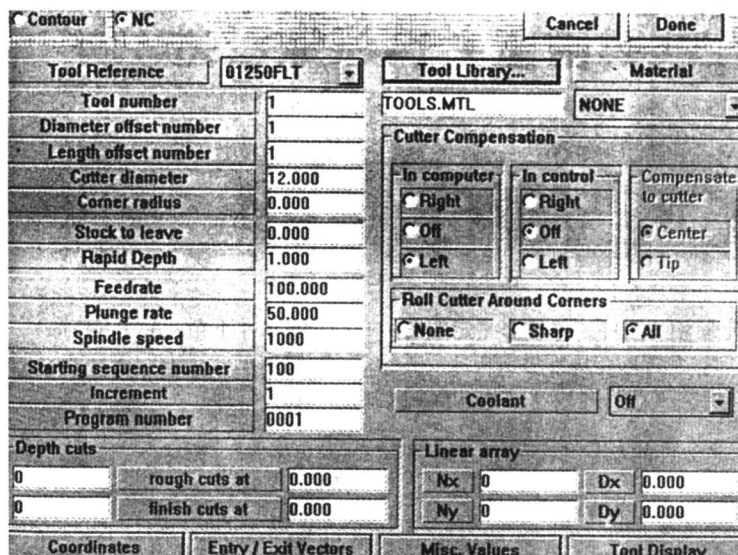 Contour NC Cancel Done
Tool Reference 01250FLT Tool Library... Material
Tool number 1 TOOLS.MTL NONE
Diameter offset number 1
Length offset number 1
Cutter diameter 12.000
Corner radius 0.000
Stock to leave 0.000
Rapid Depth 1.000
Feedrate 100.000
Plunge rate 50.000
Spindle speed 1000
Starting sequence number 100
Increment 1
Program number 0001
Cutter Compensation
In computer In control Compensate to cutter
Right Right
Off Off Center
Left Left Tip
Roll Cutter Around Corners
None Sharp All
Coolant Off
Depth cuts
0 rough cuts at 0.000
0 finish cuts at 0.000
Linear array
Nx 0 Dx 0.000
Ny 0 Dy 0.000
Coordinates Entry / Exit Vectors Misc. Values Tool Display